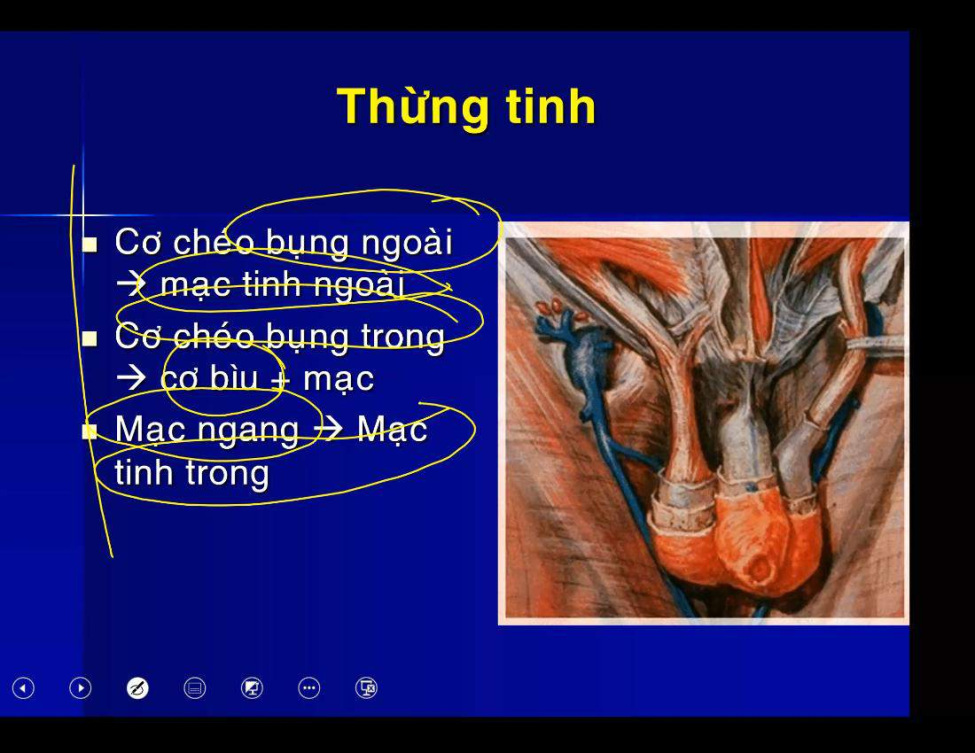 Thừng tinh
Cơ chéo bụng ngoài
→ mạc tinh ngoài
Cơ chéo bụng trong
→ cơ bìu + mạc
Mạc ngang → Mạc
tinh trong